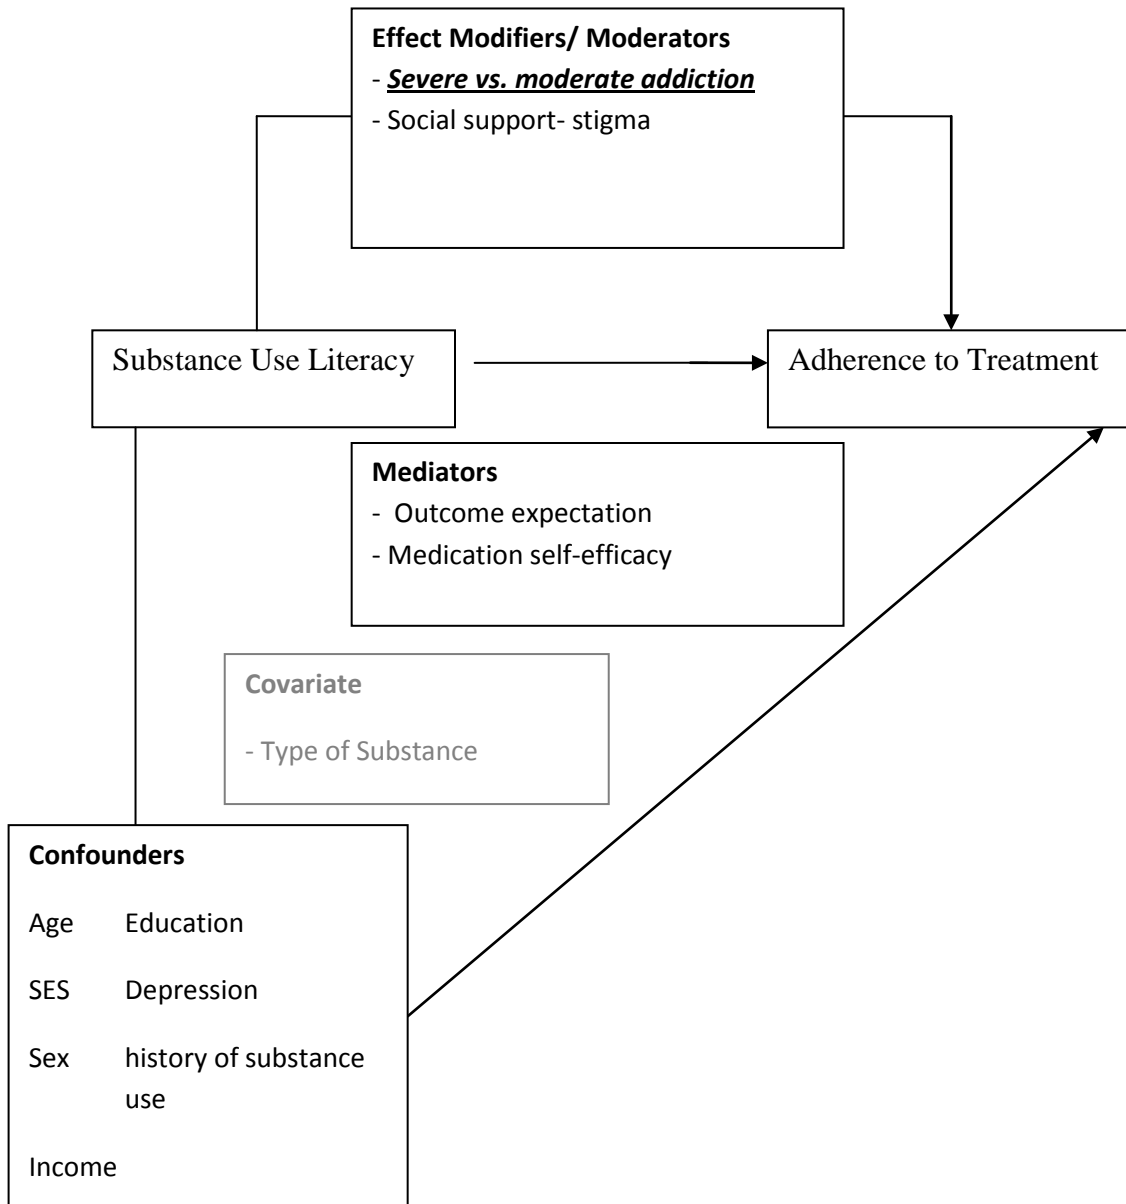 Effect Modifiers/ Moderators
- Severe vs. moderate addiction
- Social support- stigma
Substance Use Literacy
Adherence to Treatment
Mediators
- Outcome expectation
- Medication self-efficacy
Covariate
- Type of Substance
Confounders
Age Education
SES Depression
Sex history of substance
use
Income